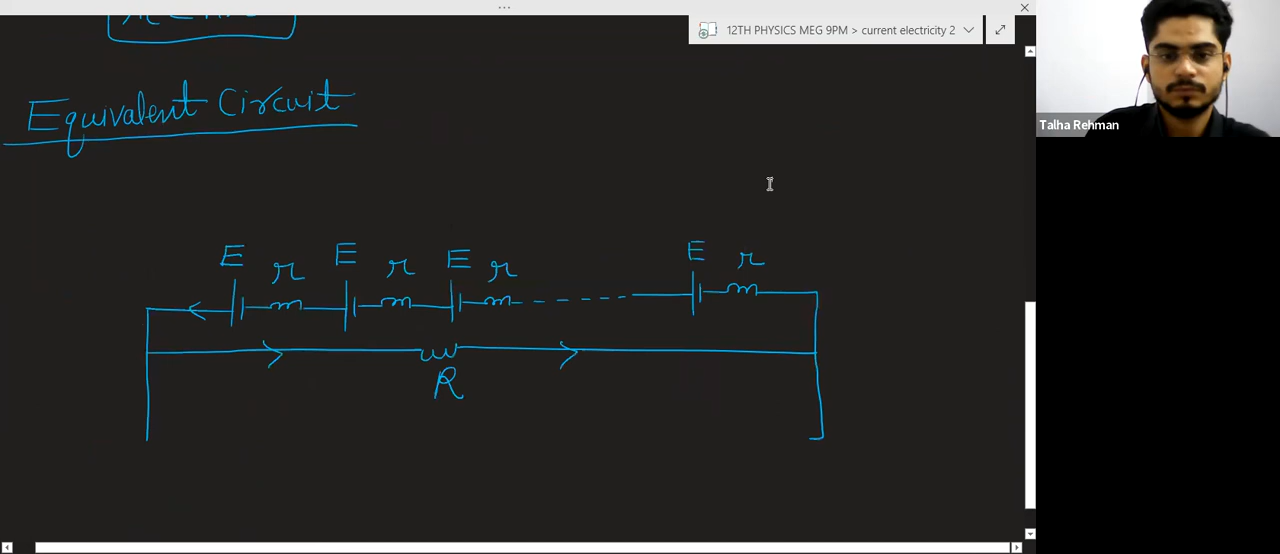 12TH PHYSICS MEG 9PM > current electricity 2
Talha Rehman
Equivalent Circuit
E r E r E r E r
R